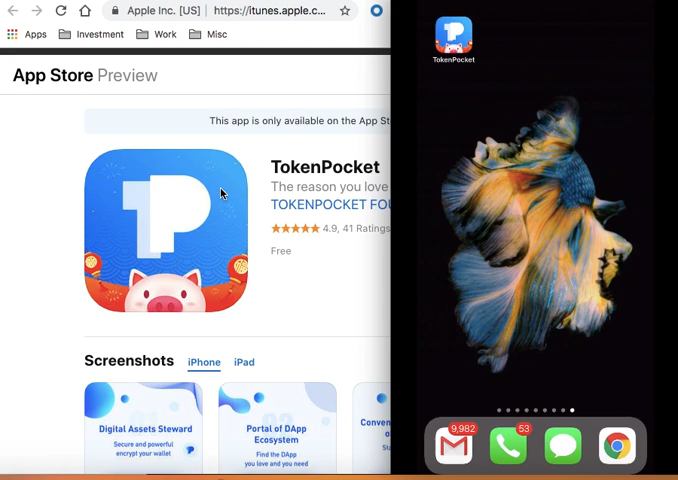 Apple Inc. [US]
https://itunes.apple.c...
Apps
Investment
Work
Misc
App Store Preview
This app is only available on the App St
TokenPocket
The reason you love
TOKENPOCKET FOU
4.9, 41 Ratings
Free
Screenshots
iPhone
iPad
Digital Assets Steward
Secure and powerful
encrypt your wallet
Portal of DApp
Ecosystem
Find the DApp
you love and you need
Conven
TokenPocket
9,982
53